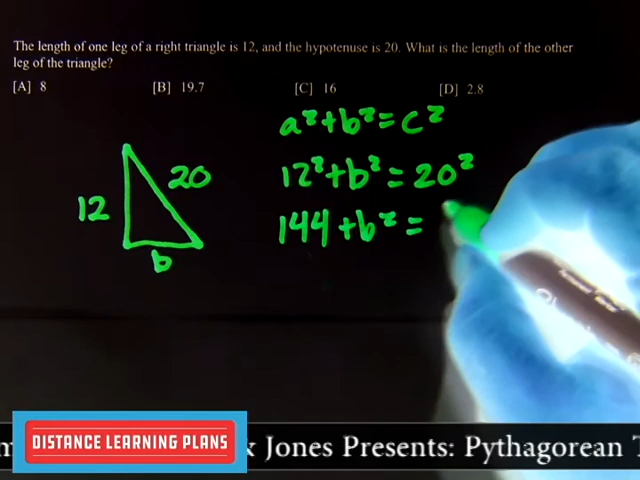 The length of one leg of a right triangle is 12, and the hypotenuse is 20. What is the length of the other
leg of the triangle?
[A] 8 [B] 19.7 [C] 16 [D] 2.8
a²+b²=c²
12²+b²=20²
144+b²=
12
20
b
DISTANCE LEARNING PLANS
Jones Presents: Pythagorean